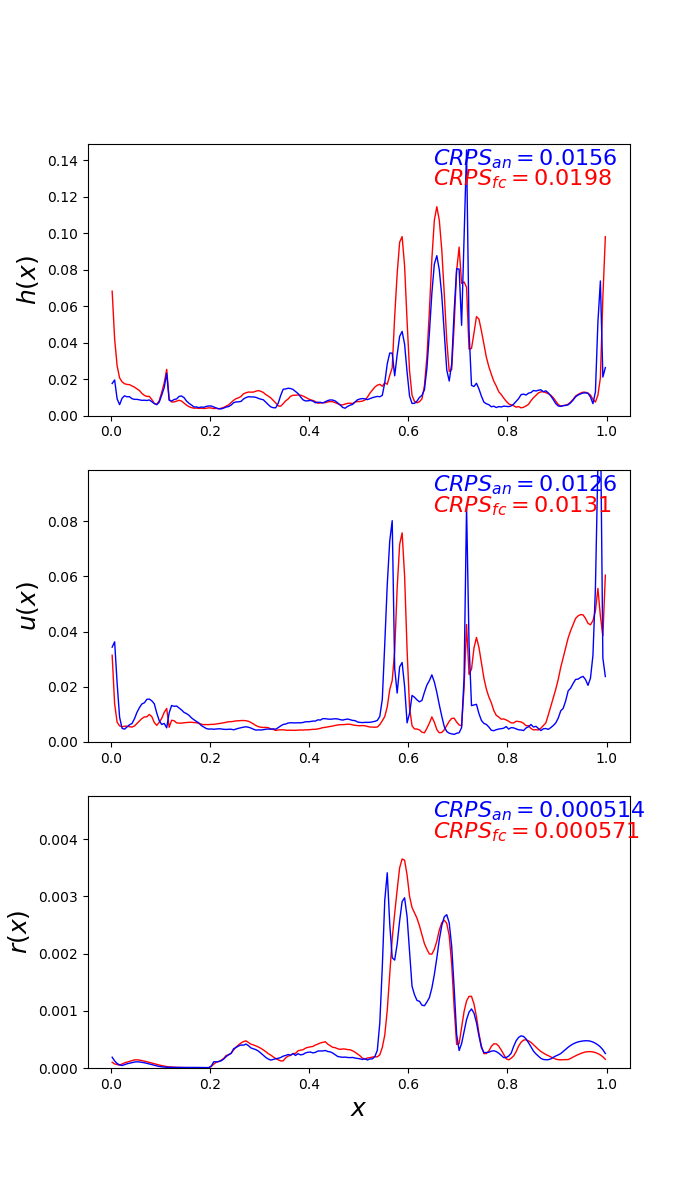 CRPS_an = 0.0156
CRPS_fc = 0.0198
0.14
0.12
0.10
0.08
0.06
0.04
0.02
0.00
h(x)
0.0 0.2 0.4 0.6 0.8 1.0
CRPS_an = 0.0126
CRPS_fc = 0.0131
0.08
0.06
0.04
0.02
0.00
u(x)
0.0 0.2 0.4 0.6 0.8 1.0
CRPS_an = 0.000514
CRPS_fc = 0.000571
0.004
0.003
0.002
0.001
0.000
r(x)
0.0 0.2 0.4 0.6 0.8 1.0
x